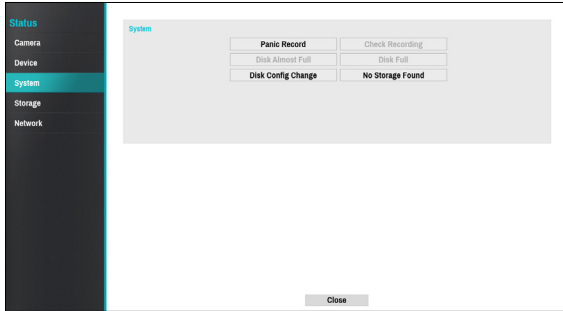 Status
Camera
Device
System
Storage
Network
System
Panic Record Check Recording
Disk Almost Full Disk Full
Disk Config Change No Storage Found
Close